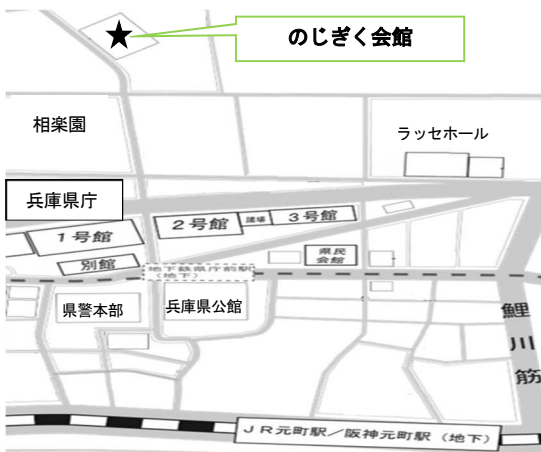 のじぎく会館
相楽園
ラッセホール
兵庫県庁
1号館
2号館
議場
3号館
別館
県民
会館
地下鉄県庁前駅
(地下)
県警本部
兵庫県公館
鯉川筋
JR元町駅/阪神元町駅(地下)